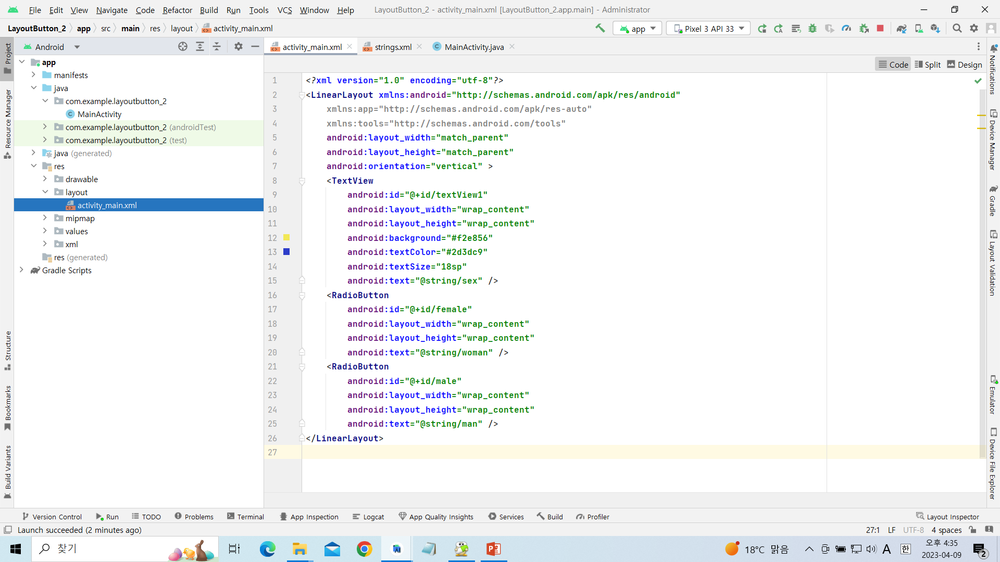 File Edit View Navigate Code Refactor Build Run Tools VCS Window Help LayoutButton_2 - activity_main.xml [LayoutButton_2.app.main] - Administrator
LayoutButton_2 app src main res layout activity_main.xml app Pixel 3 API 33
Android
activity_main.xml strings.xml MainActivity.java
Code Split Design
app
manifests
java
com.example.layoutbutton_2
MainActivity
com.example.layoutbutton_2 (androidTest)
com.example.layoutbutton_2 (test)
java (generated)
res
drawable
layout
activity_main.xml
mipmap
values
xml
res (generated)
Gradle Scripts
1 <?xml version="1.0" encoding="utf-8"?>
2 <LinearLayout xmlns:android="http://schemas.android.com/apk/res/android"
3 xmlns:app="http://schemas.android.com/apk/res-auto"
4 xmlns:tools="http://schemas.android.com/tools"
5 android:layout_width="match_parent"
6 android:layout_height="match_parent"
7 android:orientation="vertical" >
8 <TextView
9 android:id="@+id/textView1"
10 android:layout_width="wrap_content"
11 android:layout_height="wrap_content"
12 android:background="#f2e856"
13 android:textColor="#2d3dc9"
14 android:textSize="18sp"
15 android:text="@string/sex" />
16 <RadioButton
17 android:id="@+id/female"
18 android:layout_width="wrap_content"
19 android:layout_height="wrap_content"
20 android:text="@string/woman" />
21 <RadioButton
22 android:id="@+id/male"
23 android:layout_width="wrap_content"
24 android:layout_height="wrap_content"
25 android:text="@string/man" />
26 </LinearLayout>
27
Project
Resource Manager
Structure
Bookmarks
Build Variants
Notifications
Device Manager
Gradle
Layout Validation
Emulator
Device File Explorer
Version Control Run TODO Problems Terminal App Inspection Logcat App Quality Insights Services Build Profiler Layout Inspector
Launch succeeded (2 minutes ago) 27:1 LF UTF-8 4 spaces
찾기 18°C 맑음 A 한 오후 4:35
2023-04-09 2